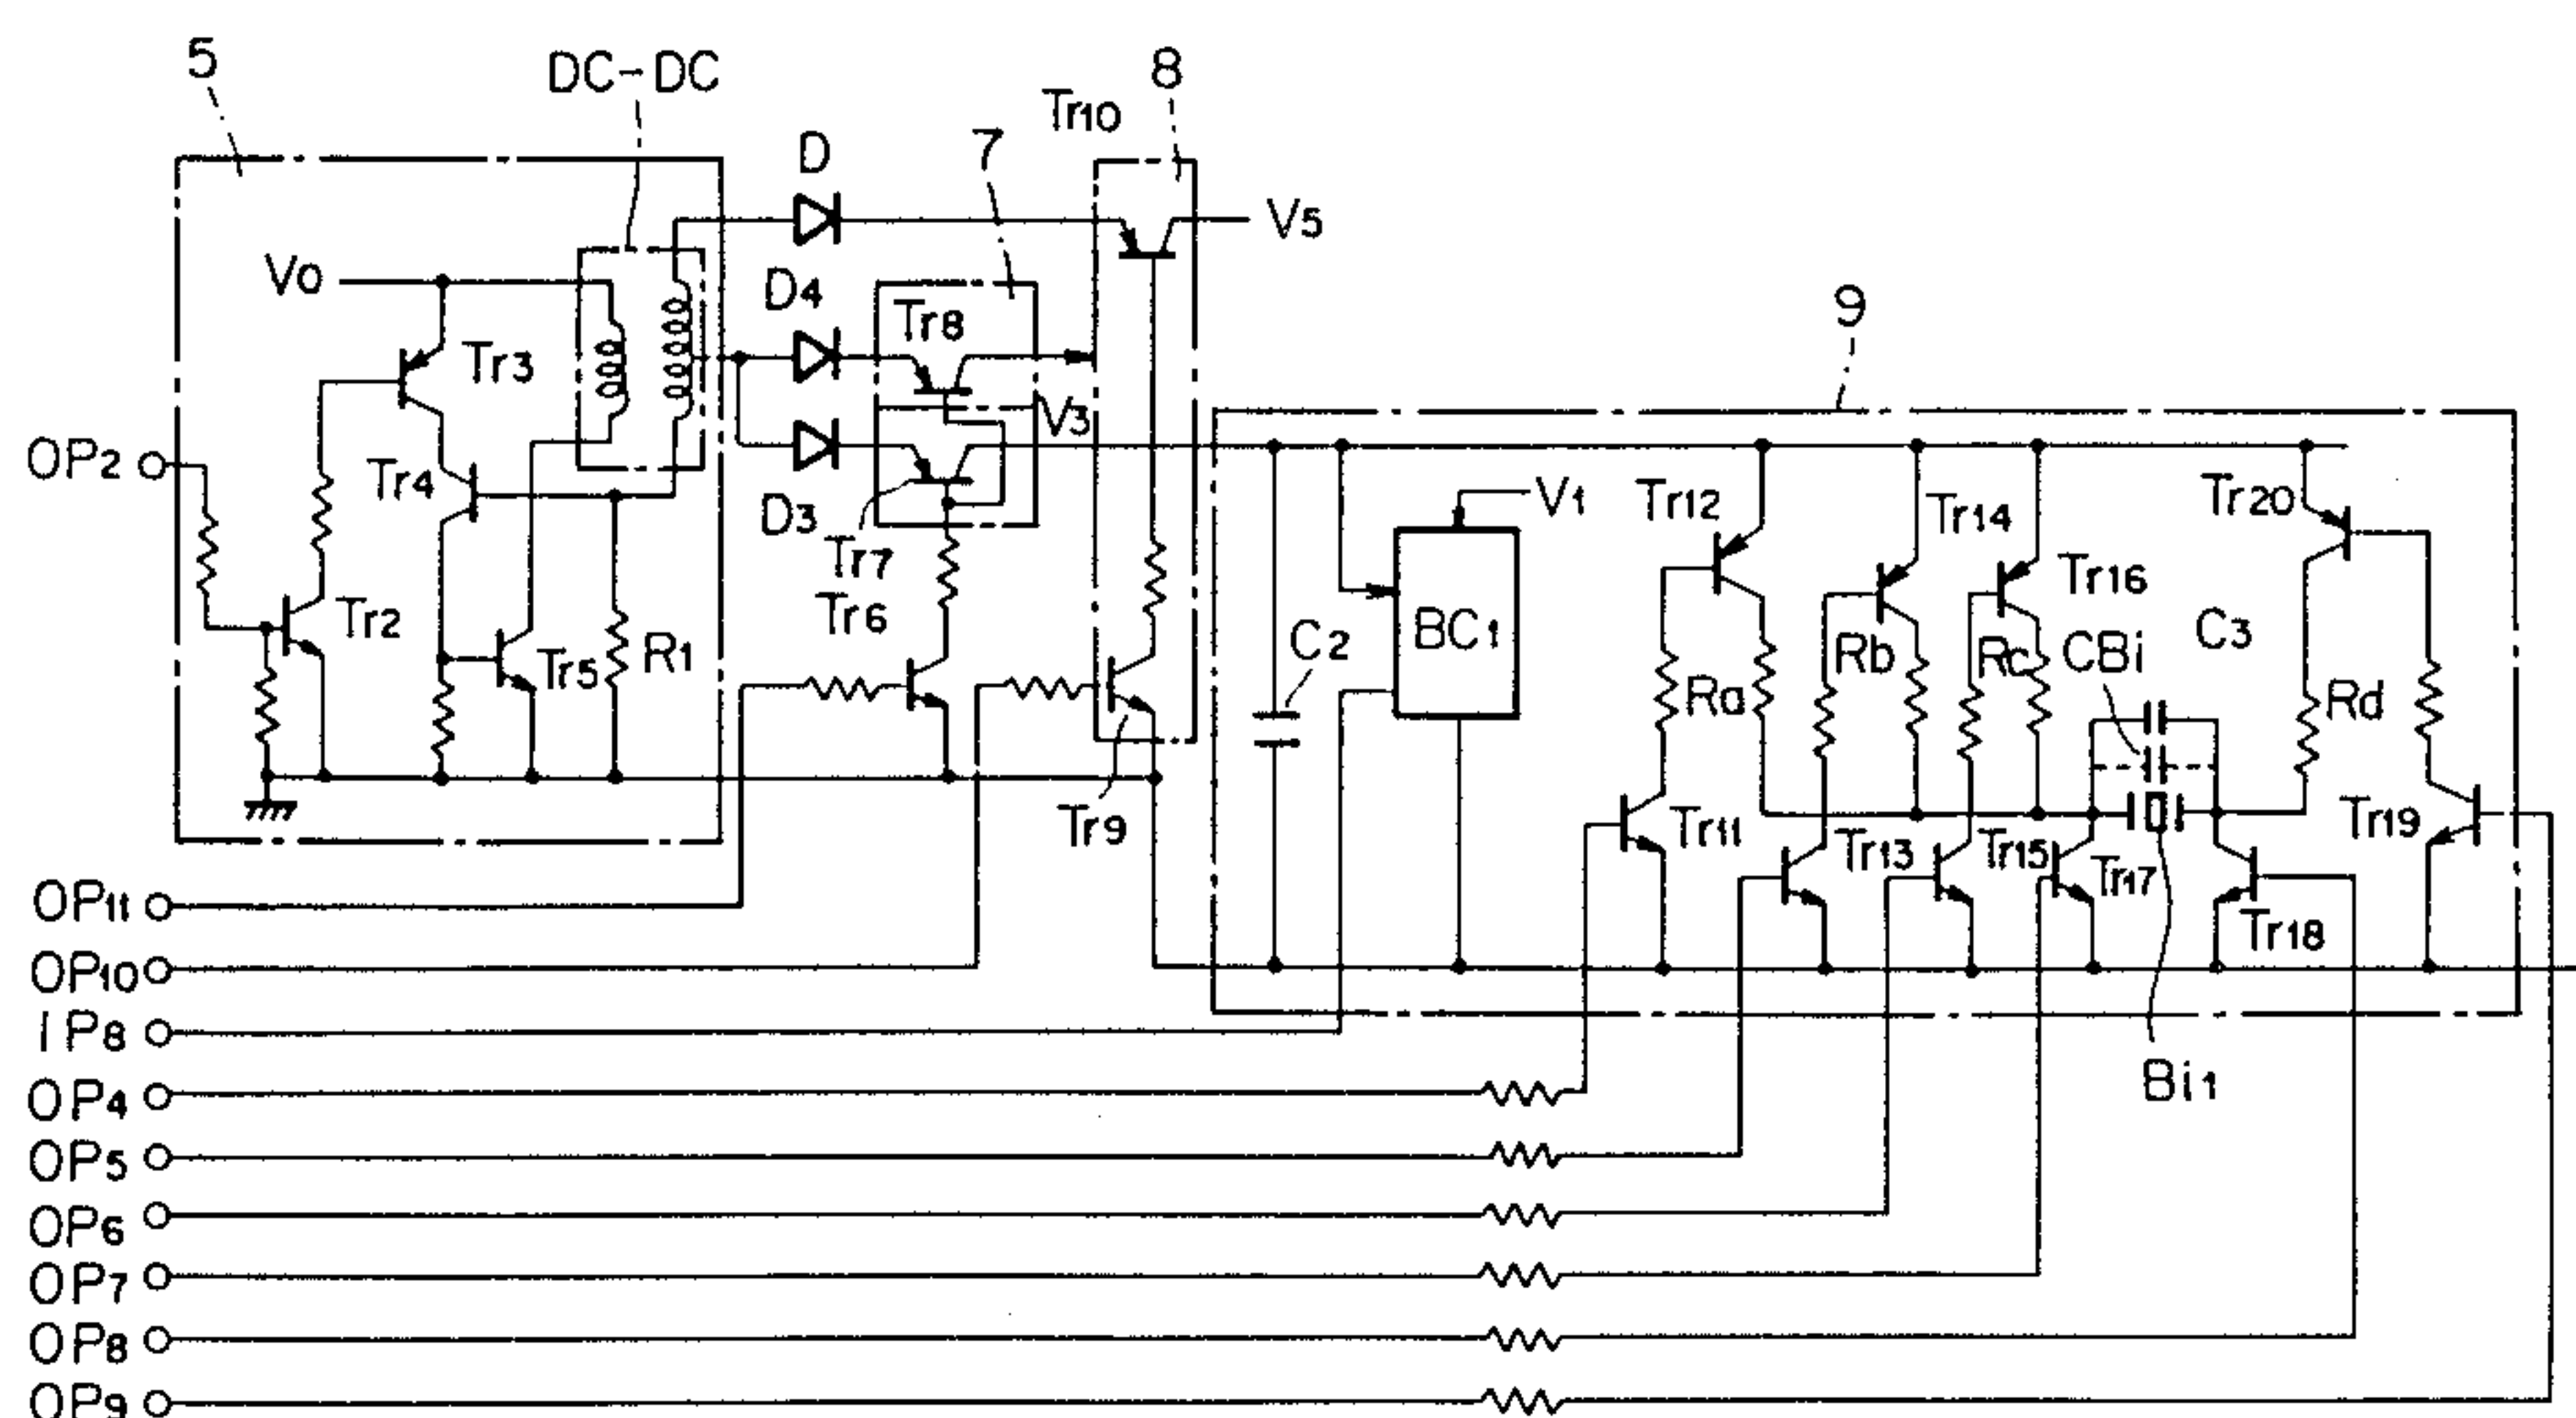 5
DC-DC
8
Tr10
D
7
V5
V0
D4
Tr8
9
Tr3
V3
OP2
Tr4
D3
Tr7
V1
Tr12
Tr14
Tr20
Tr2
Tr5
R1
Tr6
C2
BC1
Tr16
Ra
Rb
Rc
CBi
C3
Rd
Tr9
Tr11
Tr13
Tr15
Tr17
Tr18
Tr19
Bi1
OP11
OP10
IP8
OP4
OP5
OP6
OP7
OP8
OP9